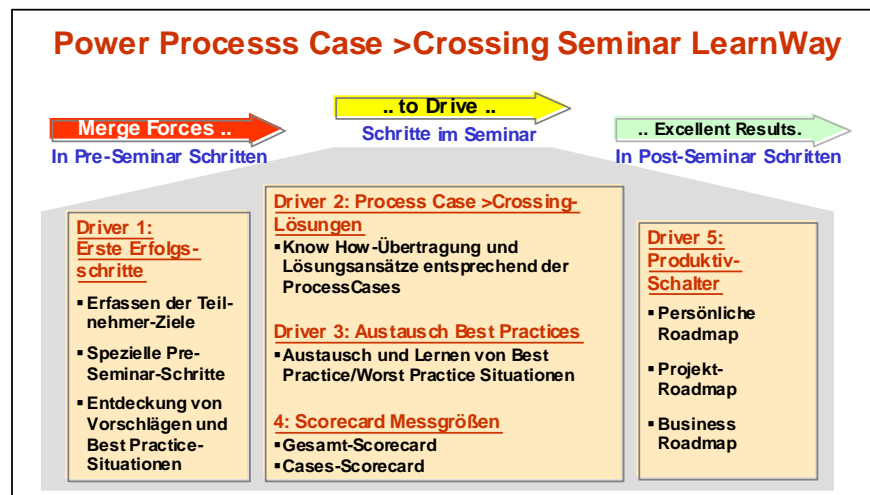 Power Processs Case >Crossing Seminar LearnWay
Merge Forces ..
In Pre-Seminar Schritten
.. to Drive ..
Schritte im Seminar
.. Excellent Results.
In Post-Seminar Schritten
Driver 1:
Erste Erfolgs-
schritte
▪ Erfassen der Teil-
nehmer-Ziele
▪ Spezielle Pre-
Seminar-Schritte
▪ Entdeckung von
Vorschlägen und
Best Practice-
Situationen
Driver 2: Process Case >Crossing-
Lösungen
▪ Know How-Übertragung und
Lösungsansätze entsprechend der
ProcessCases
Driver 3: Austausch Best Practices
▪ Austausch und Lernen von Best
Practice/Worst Practice Situationen
4: Scorecard Messgrößen
▪ Gesamt-Scorecard
▪ Cases-Scorecard
Driver 5:
Produktiv-
Schalter
▪ Persönliche
Roadmap
▪ Projekt-
Roadmap
▪ Business
Roadmap